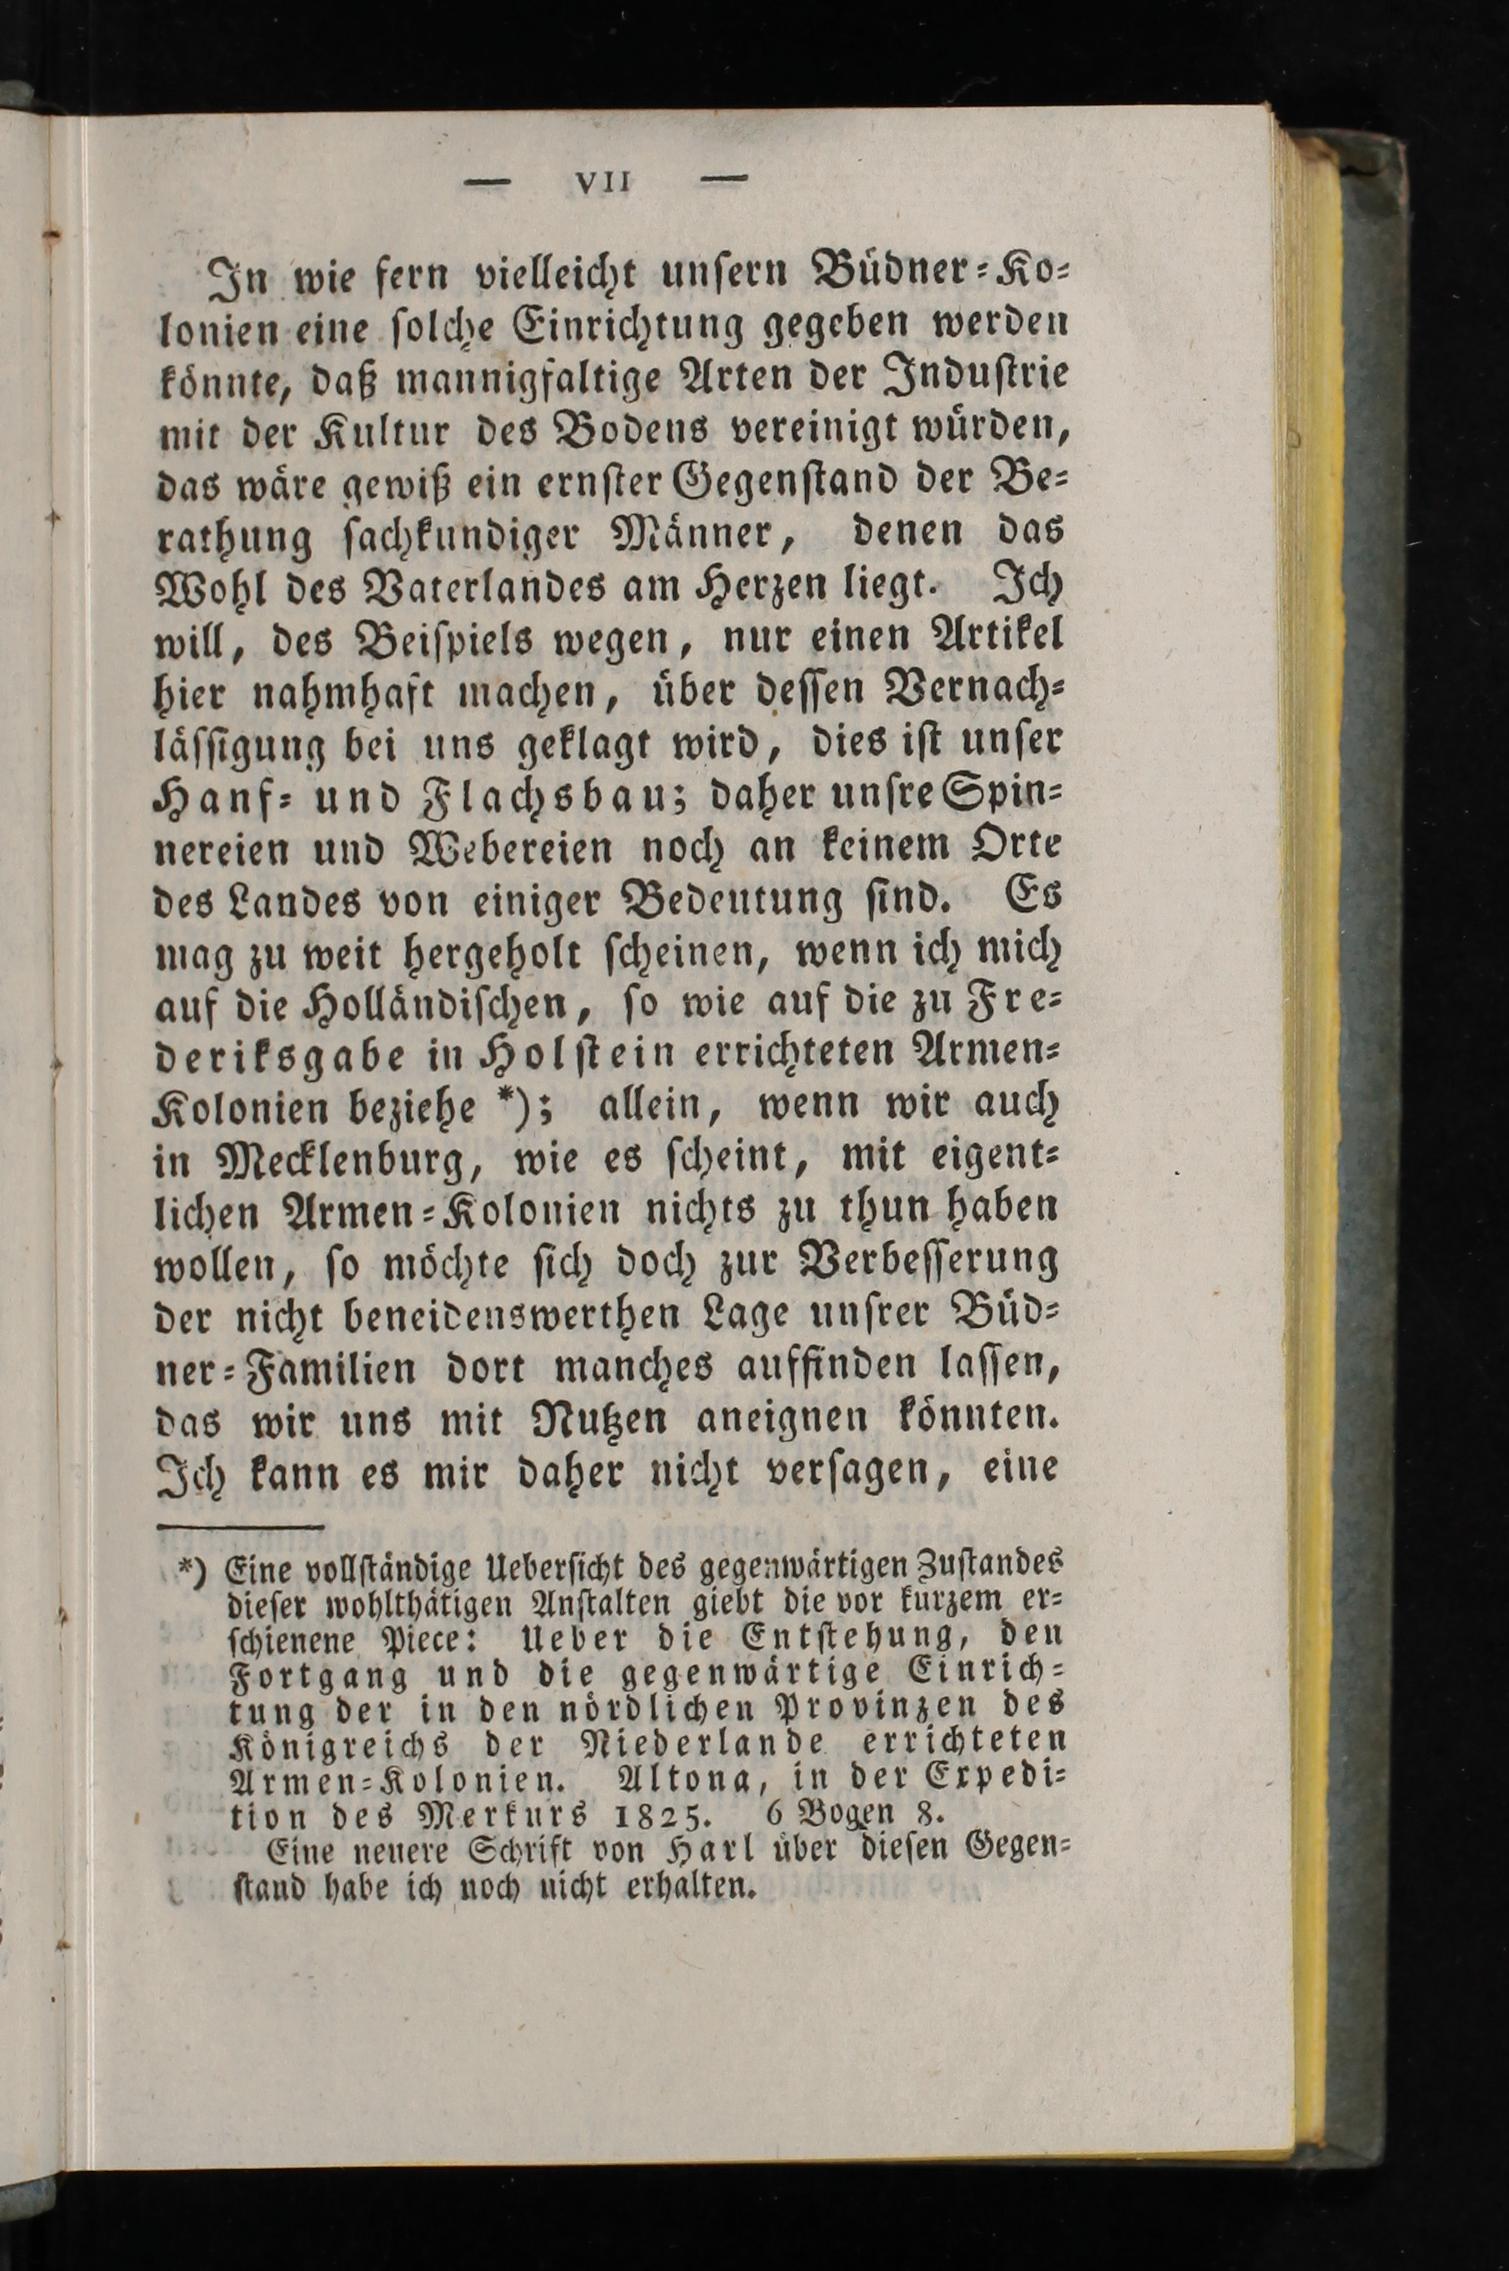 — VII —
In wie fern vielleicht unsern Büdner-Ko-
lonien eine solche Einrichtung gegeben werden
könnte, daß mannigfaltige Arten der Industrie
mit der Kultur des Bodens vereinigt würden,
das wäre gewiß ein ernster Gegenstand der Be-
rathung sachkundiger Männer, denen das
Wohl des Vaterlandes am Herzen liegt. Ich
will, des Beispiels wegen, nur einen Artikel
hier nahmhaft machen, über dessen Vernach-
lässigung bei uns geklagt wird, dies ist unser
Hanf- und Flachsbau; daher unsre Spin-
nereien und Webereien noch an keinem Orte
des Landes von einiger Bedeutung sind. Es
mag zu weit hergeholt scheinen, wenn ich mich
auf die Holländischen, so wie auf die zu Fre-
deriksgabe in Holstein errichteten Armen-
Kolonien beziehe *); allein, wenn wir auch
in Mecklenburg, wie es scheint, mit eigent-
lichen Armen-Kolonien nichts zu thun haben
wollen, so möchte sich doch zur Verbesserung
der nicht beneidenswerthen Lage unsrer Büd-
ner-Familien dort manches auffinden lassen,
das wir uns mit Nutzen aneignen könnten.
Ich kann es mir daher nicht versagen, eine
*) Eine vollständige Uebersicht des gegenwärtigen Zustandes
dieser wohlthätigen Anstalten giebt die vor kurzem er-
schienene Piece: Ueber die Entstehung, den
Fortgang und die gegenwärtige Einrich-
tung der in den nördlichen Provinzen des
Königreichs der Niederlande errichteten
Armen-Kolonien. Altona, in der Expedi-
tion des Merkurs 1825. 6 Bogen 8.
Eine neuere Schrift von Harl über diesen Gegen-
stand habe ich noch nicht erhalten.